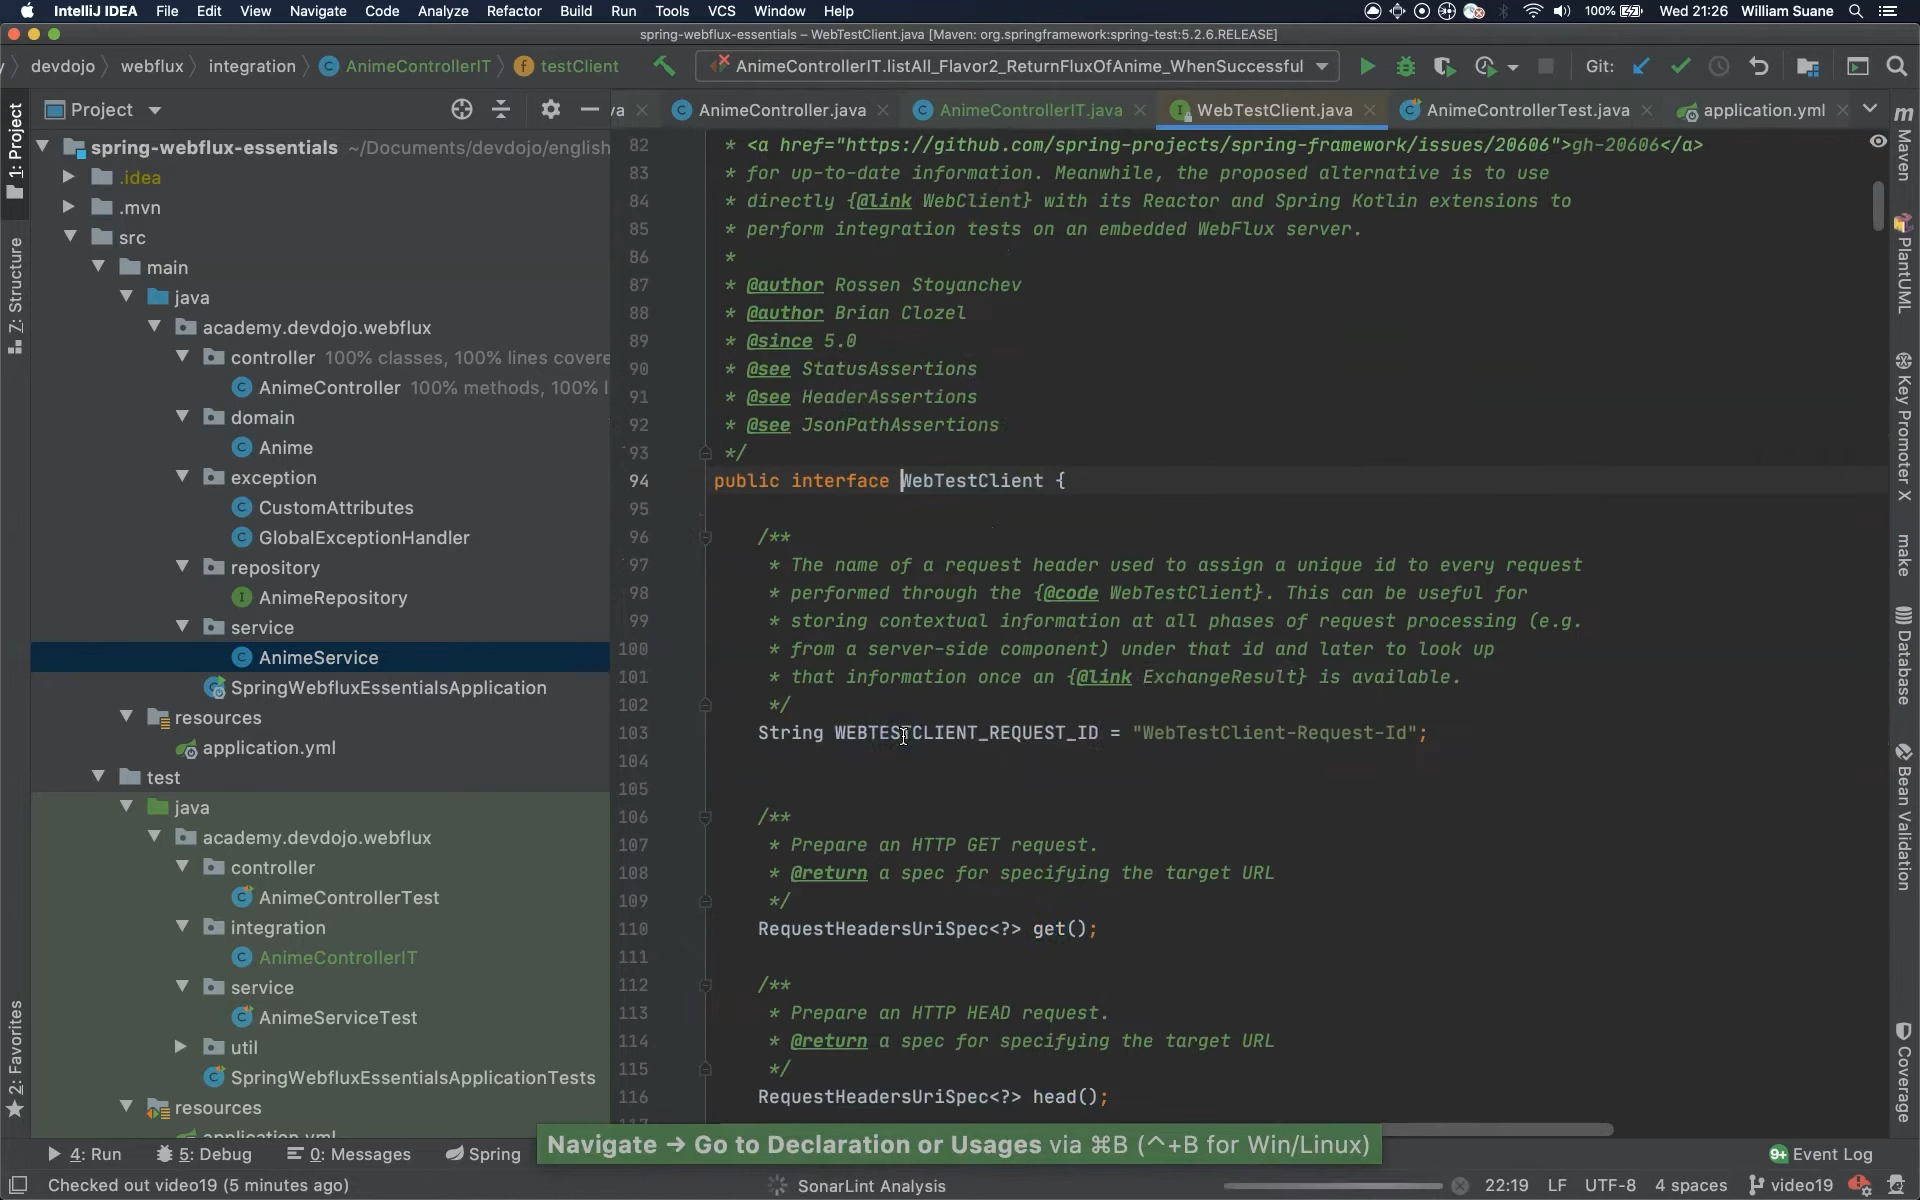 IntelliJ IDEA File Edit View Navigate Code Analyze Refactor Build Run Tools VCS Window Help 100% Wed 21:26 William Suane
spring-webflux-essentials – WebTestClient.java [Maven: org.springframework:spring-test:5.2.6.RELEASE]
devdojo webflux integration AnimeControllerIT testClient AnimeControllerIT.listAll_Flavor2_ReturnFluxOfAnime_WhenSuccessful Git:
Project va AnimeController.java AnimeControllerIT.java WebTestClient.java AnimeControllerTest.java application.yml
1: Project
7: Structure
2: Favorites
spring-webflux-essentials ~/Documents/devdojo/english
.idea
.mvn
src
main
java
academy.devdojo.webflux
controller 100% classes, 100% lines covere
AnimeController 100% methods, 100% l
domain
Anime
exception
CustomAttributes
GlobalExceptionHandler
repository
AnimeRepository
service
AnimeService
SpringWebfluxEssentialsApplication
resources
application.yml
test
java
academy.devdojo.webflux
controller
AnimeControllerTest
integration
AnimeControllerIT
service
AnimeServiceTest
util
SpringWebfluxEssentialsApplicationTests
resources
application.yml
82 * <a href="https://github.com/spring-projects/spring-framework/issues/20606">gh-20606</a>
83 * for up-to-date information. Meanwhile, the proposed alternative is to use
84 * directly {@link WebClient} with its Reactor and Spring Kotlin extensions to
85 * perform integration tests on an embedded WebFlux server.
86 *
87 * @author Rossen Stoyanchev
88 * @author Brian Clozel
89 * @since 5.0
90 * @see StatusAssertions
91 * @see HeaderAssertions
92 * @see JsonPathAssertions
93 */
94 public interface WebTestClient {
95
96 /**
97 * The name of a request header used to assign a unique id to every request
98 * performed through the {@code WebTestClient}. This can be useful for
99 * storing contextual information at all phases of request processing (e.g.
100 * from a server-side component) under that id and later to look up
101 * that information once an {@link ExchangeResult} is available.
102 */
103 String WEBTESTCLIENT_REQUEST_ID = "WebTestClient-Request-Id";
104
105
106 /**
107 * Prepare an HTTP GET request.
108 * @return a spec for specifying the target URL
109 */
110 RequestHeadersUriSpec<?> get();
111
112 /**
113 * Prepare an HTTP HEAD request.
114 * @return a spec for specifying the target URL
115 */
116 RequestHeadersUriSpec<?> head();
117
Maven
PlantUML
Key Promoter X
make
Database
Bean Validation
Coverage
Navigate → Go to Declaration or Usages via ⌘B (^+B for Win/Linux)
4: Run 5: Debug 0: Messages Spring 9+ Event Log
Checked out video19 (5 minutes ago) SonarLint Analysis 22:19 LF UTF-8 4 spaces video19